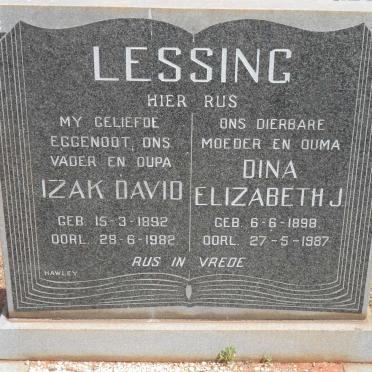 LESSING
HIER RUS
MY GELIEFDE
EGGENOOT, ONS
VADER EN OUPA
IZAK DAVID
GEB. 15-3-1892
OORL. 29-6-1982
ONS DIERBARE
MOEDER EN OUMA
DINA
ELIZABETH J.
GEB. 6-6-1898
OORL. 27-5-1987
RUS IN VREDE
HAWLEY